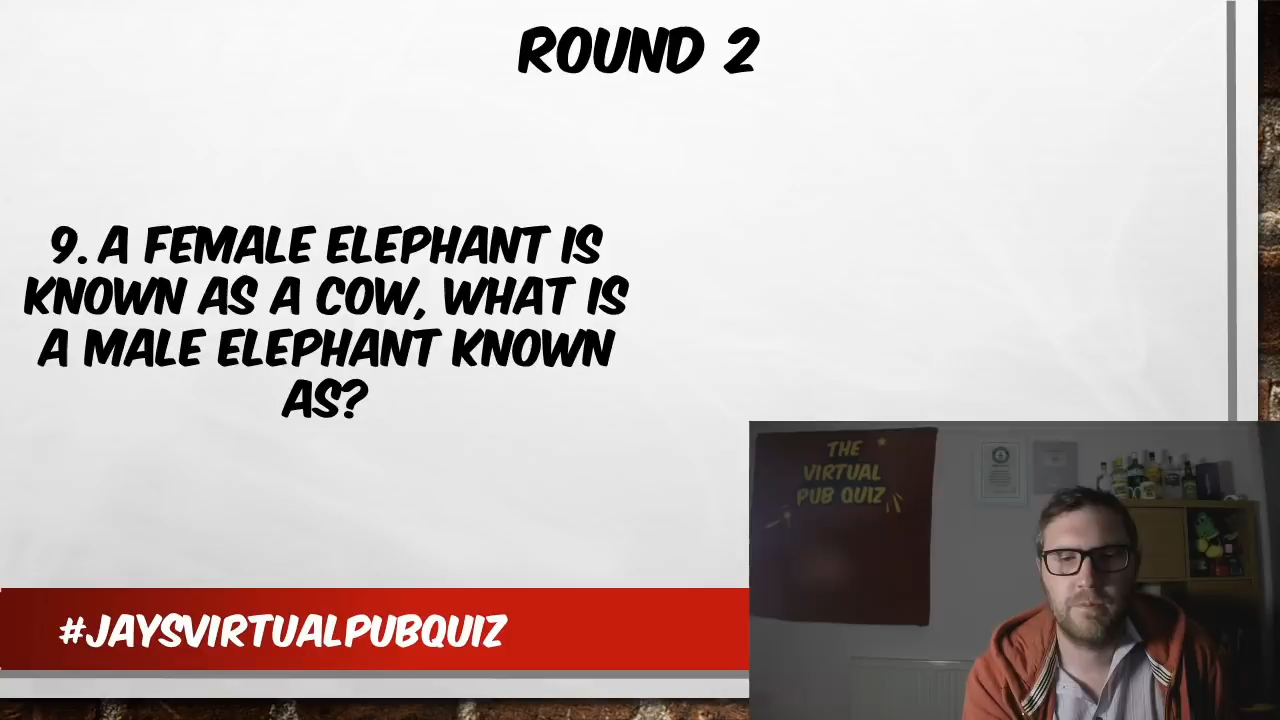 ROUND 2
9. A FEMALE ELEPHANT IS
KNOWN AS A COW, WHAT IS
A MALE ELEPHANT KNOWN
AS?
THE
VIRTUAL
PUB QUIZ
#JAYSVIRTUALPUBQUIZ